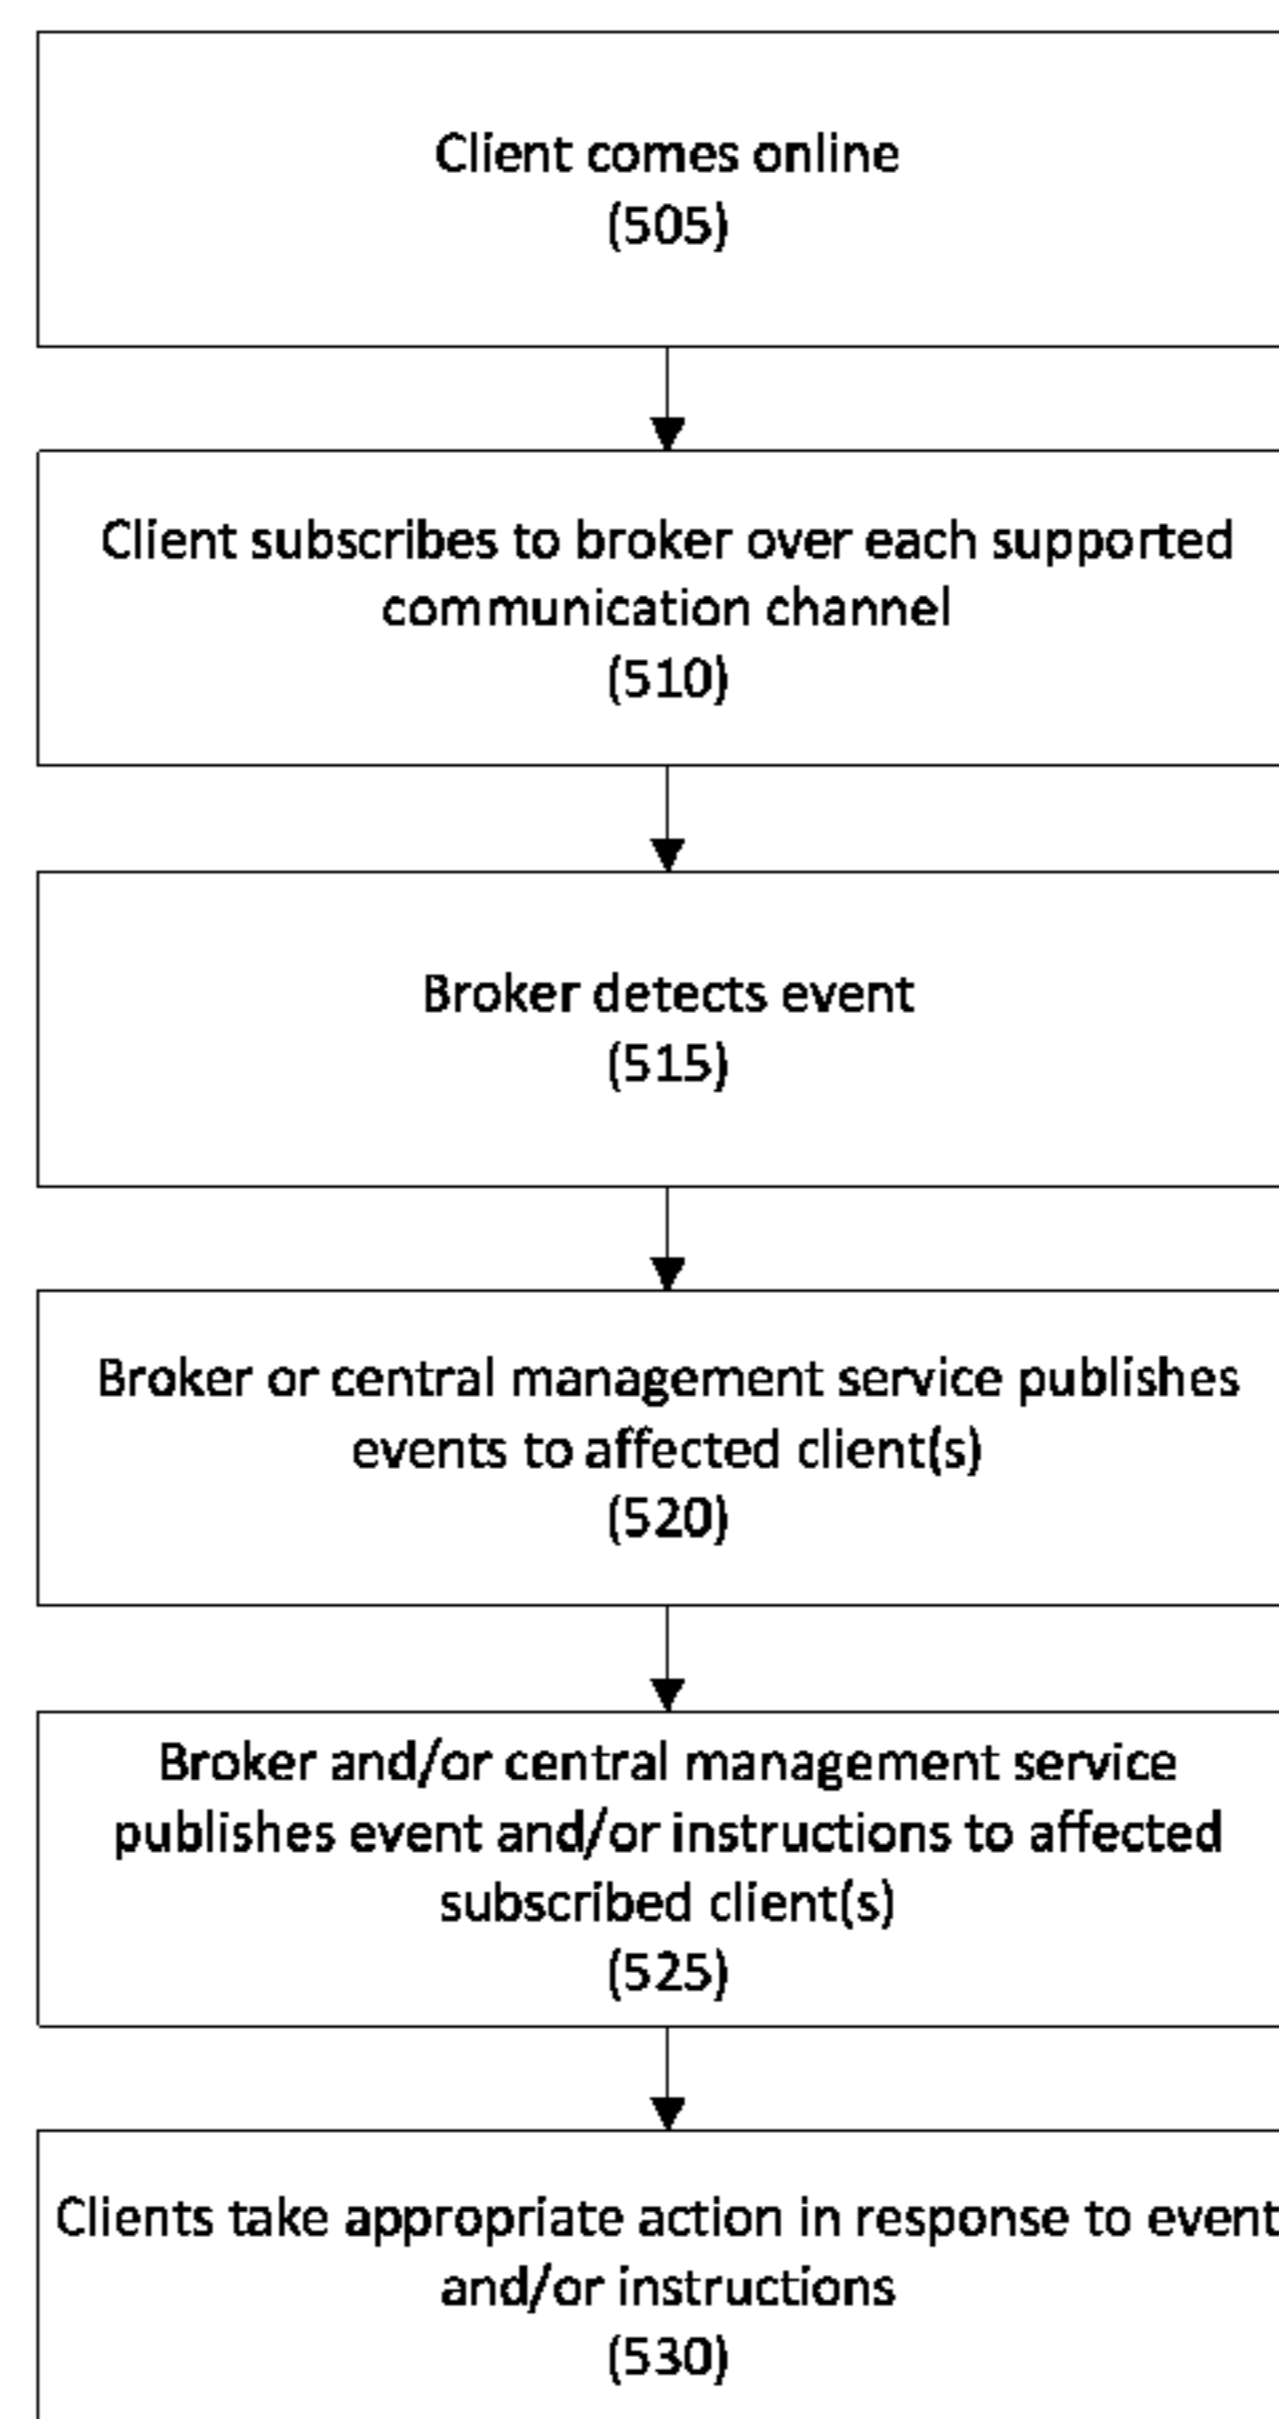 Client comes online
(505)
Client subscribes to broker over each supported
communication channel
(510)
Broker detects event
(515)
Broker or central management service publishes
events to affected client(s)
(520)
Broker and/or central management service
publishes event and/or instructions to affected
subscribed client(s)
(525)
Clients take appropriate action in response to event
and/or instructions
(530)